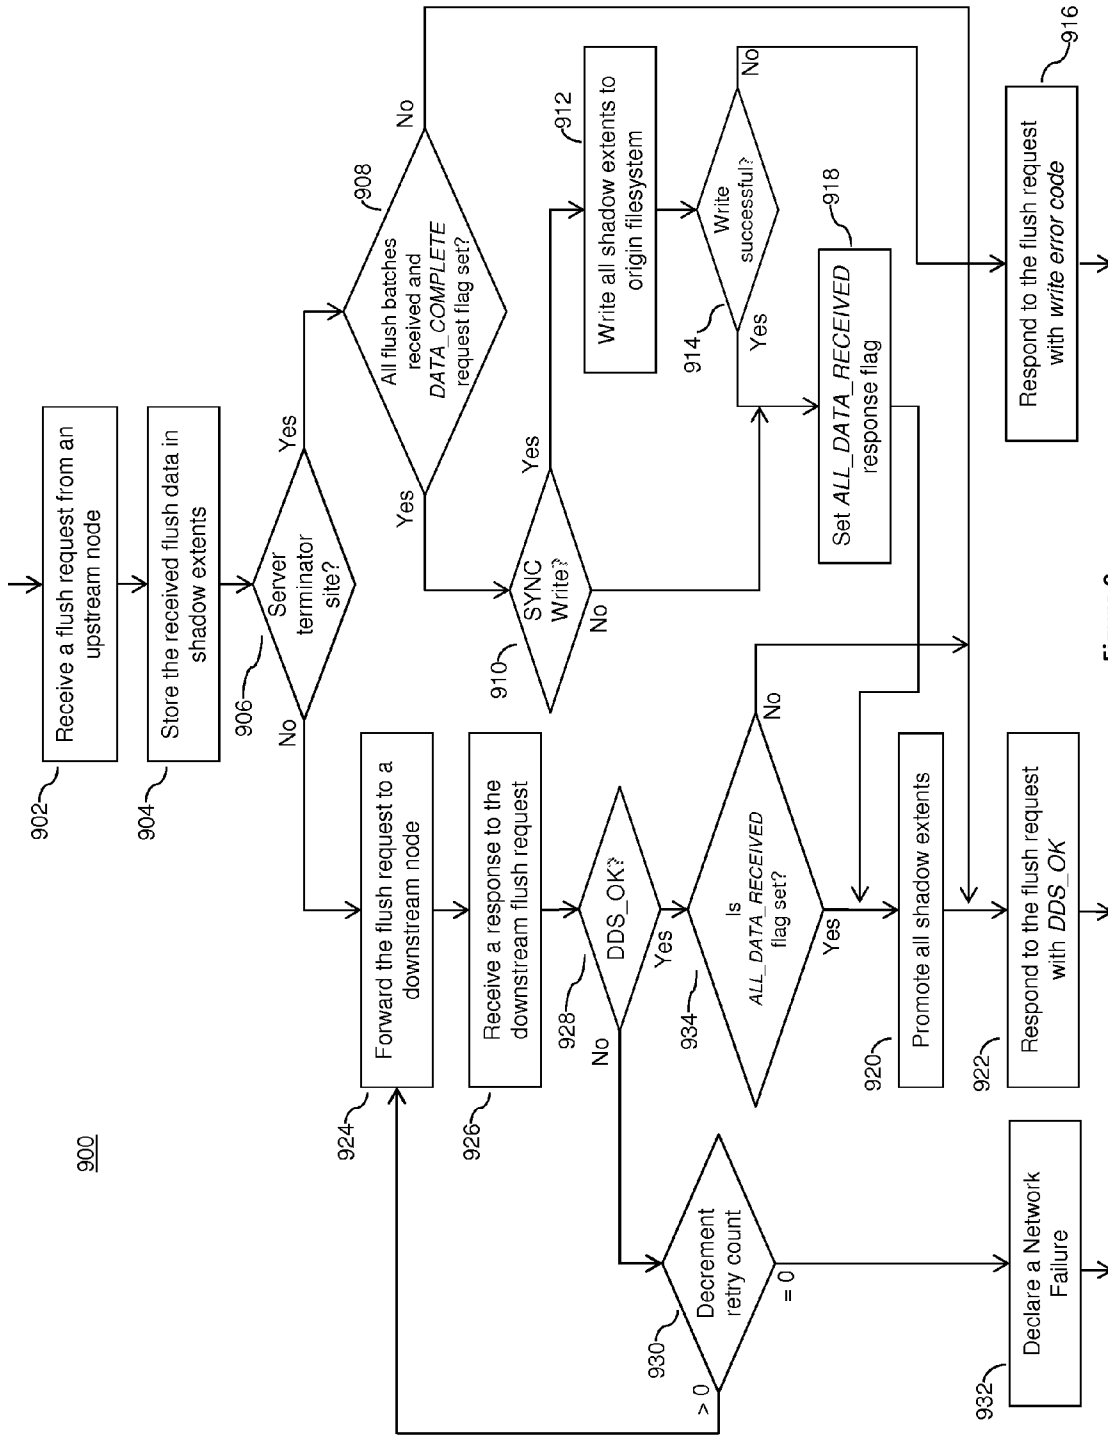 900
902
Receive a flush request from an
upstream node
904
Store the received flush data in
shadow extents
906
Server
terminator
site?
No
Yes
908
All flush batches
received and
DATA_COMPLETE
request flag set?
Yes
No
910
SYNC
Write?
Yes
No
912
Write all shadow extents to
origin filesystem
914
Write
successful?
Yes
No
918
Set ALL_DATA_RECEIVED
response flag
916
Respond to the flush request
with write error code
924
Forward the flush request to a
downstream node
926
Receive a response to the
downstream flush request
928
DDS_OK?
No
Yes
930
Decrement
retry count
> 0
= 0
932
Declare a Network
Failure
934
Is
ALL_DATA_RECEIVED
flag set?
No
Yes
920
Promote all shadow extents
922
Respond to the flush request
with DDS_OK